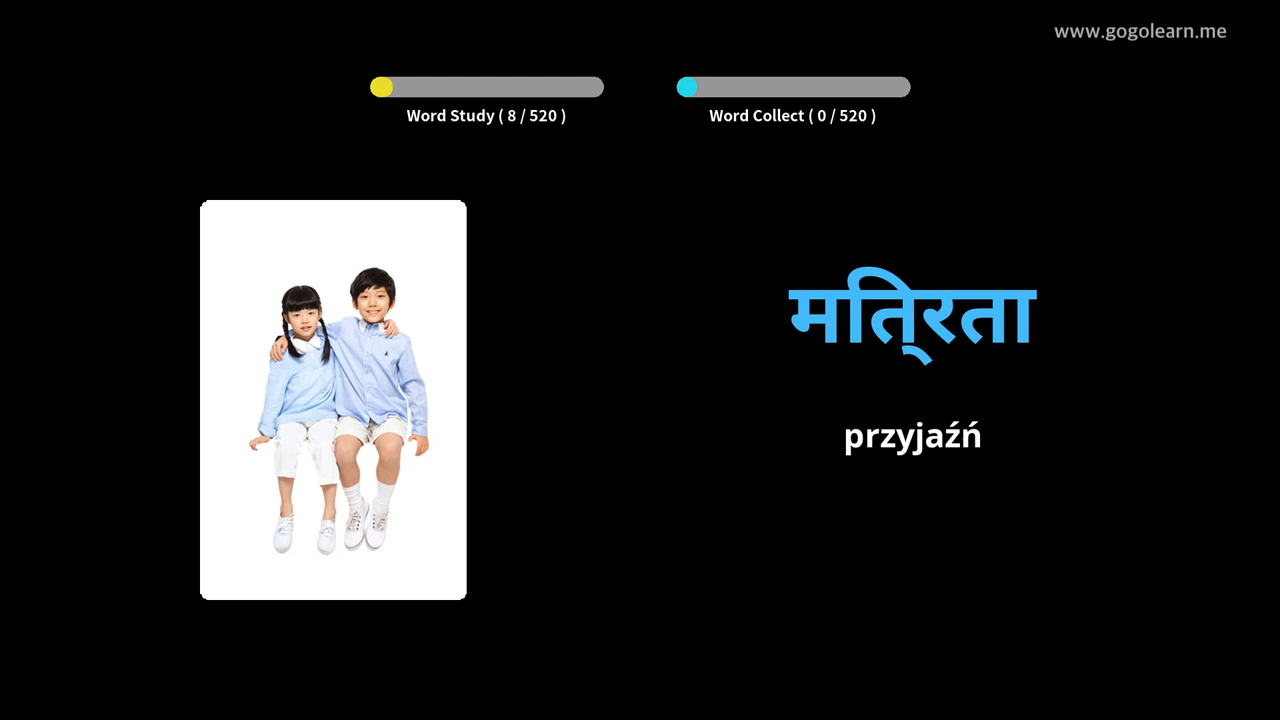 www.gogolearn.me
Word Study ( 8 / 520 )
Word Collect ( 0 / 520 )
मति्रता
przyjaźń